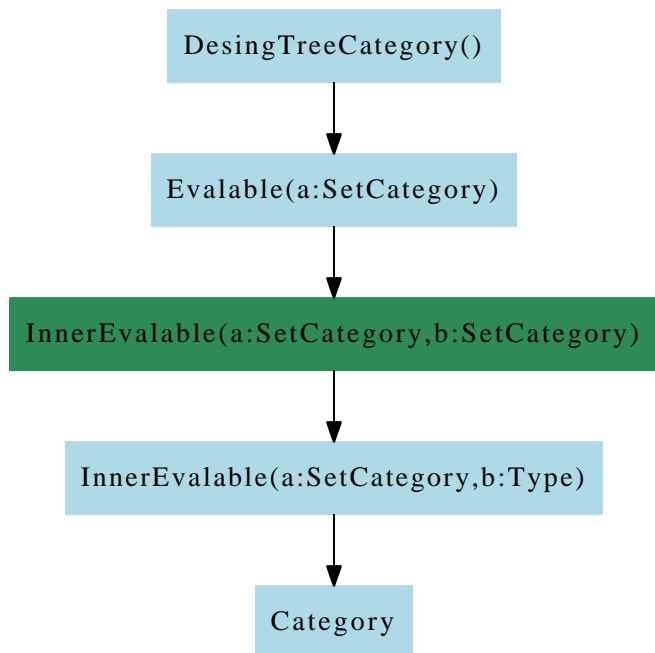 DesingTreeCategory()
Evalable(a:SetCategory)
InnerEvalable(a:SetCategory,b:SetCategory)
InnerEvalable(a:SetCategory,b:Type)
Category